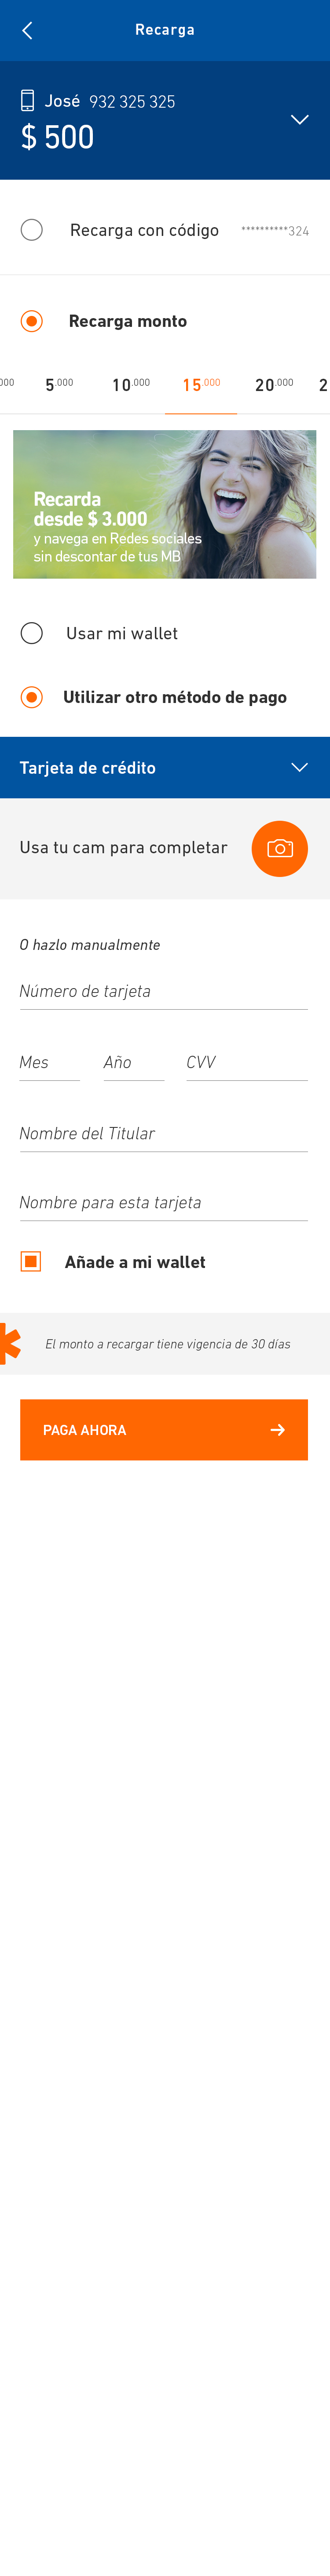 Recarga
José 932 325 325
$ 500
Recarga con código **********324
Recarga monto
.000 5.000 10.000 15.000 20.000 2
Recarda
desde $ 3.000
y navega en Redes sociales
sin descontar de tus MB
Usar mi wallet
Utilizar otro método de pago
Tarjeta de crédito
Usa tu cam para completar
O hazlo manualmente
Número de tarjeta
Mes Año CVV
Nombre del Titular
Nombre para esta tarjeta
Añade a mi wallet
El monto a recargar tiene vigencia de 30 días
PAGA AHORA